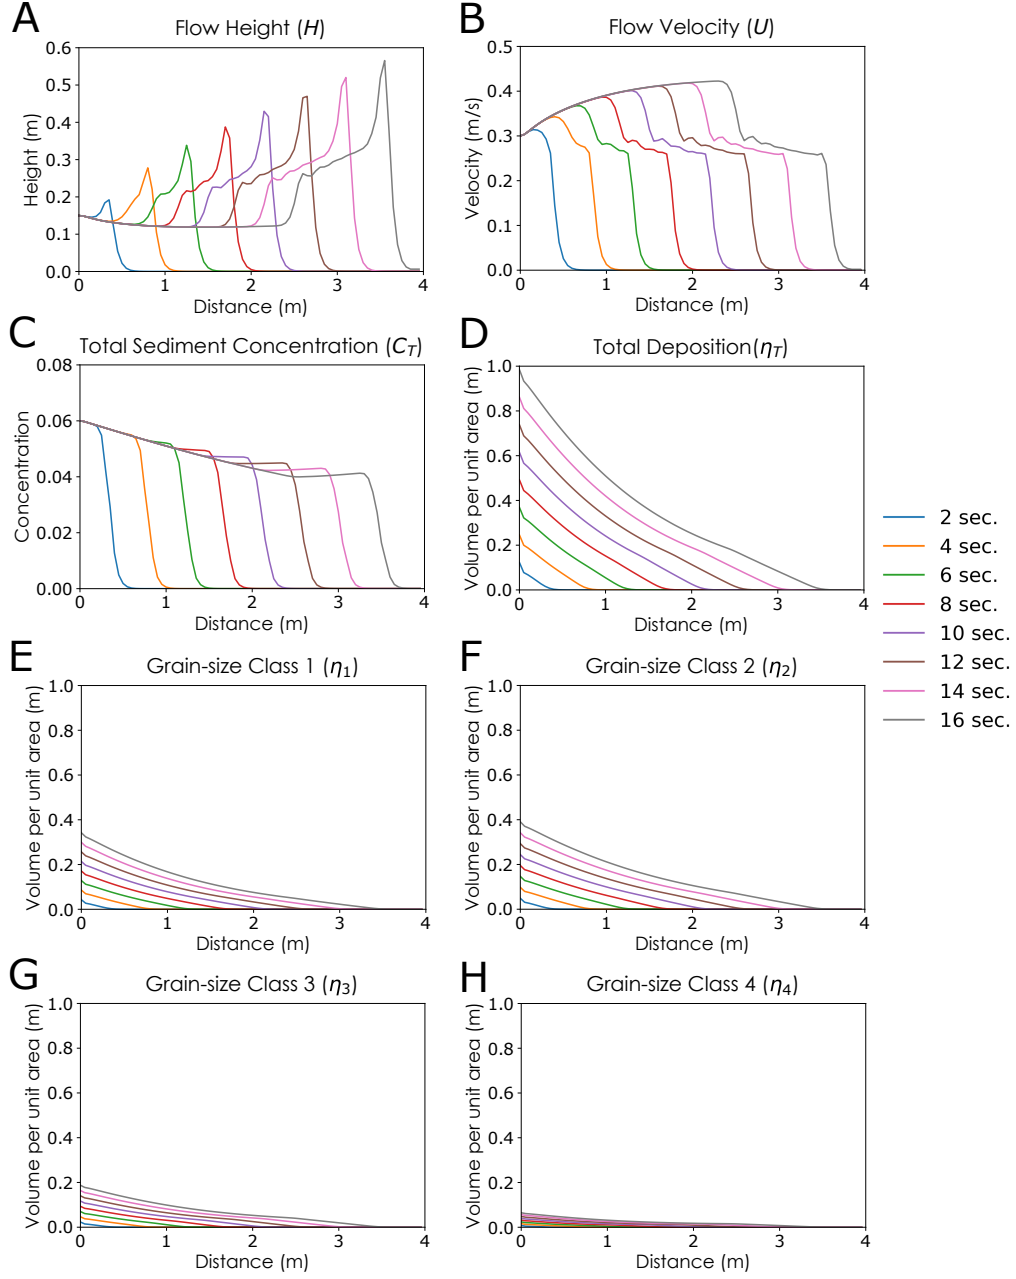 A
Flow Height (H)
Height (m)
0.6
0.5
0.4
0.3
0.2
0.1
0.0
0 1 2 3 4
Distance (m)
B
Flow Velocity (U)
Velocity (m/s)
0.5
0.4
0.3
0.2
0.1
0.0
0 1 2 3 4
Distance (m)
C
Total Sediment Concentration (C_T)
Concentration
0.08
0.06
0.04
0.02
0.00
0 1 2 3 4
Distance (m)
D
Total Deposition(η_T)
Volume per unit area (m)
1.0
0.8
0.6
0.4
0.2
0.0
0 1 2 3 4
Distance (m)
2 sec.
4 sec.
6 sec.
8 sec.
10 sec.
12 sec.
14 sec.
16 sec.
E
Grain-size Class 1 (η_1)
Volume per unit area (m)
1.0
0.8
0.6
0.4
0.2
0.0
0 1 2 3 4
Distance (m)
F
Grain-size Class 2 (η_2)
Volume per unit area (m)
1.0
0.8
0.6
0.4
0.2
0.0
0 1 2 3 4
Distance (m)
G
Grain-size Class 3 (η_3)
Volume per unit area (m)
1.0
0.8
0.6
0.4
0.2
0.0
0 1 2 3 4
Distance (m)
H
Grain-size Class 4 (η_4)
Volume per unit area (m)
1.0
0.8
0.6
0.4
0.2
0.0
0 1 2 3 4
Distance (m)